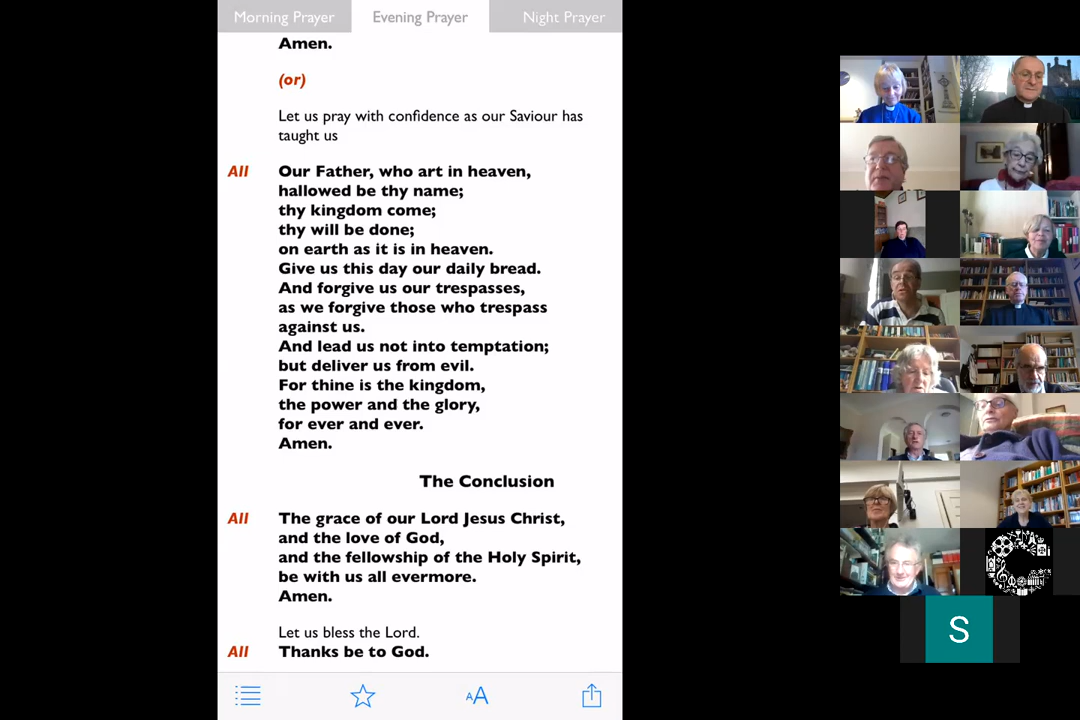 Morning Prayer
Evening Prayer
Night Prayer
Amen.
(or)
Let us pray with confidence as our Saviour has
taught us
All Our Father, who art in heaven,
hallowed be thy name;
thy kingdom come;
thy will be done;
on earth as it is in heaven.
Give us this day our daily bread.
And forgive us our trespasses,
as we forgive those who trespass
against us.
And lead us not into temptation;
but deliver us from evil.
For thine is the kingdom,
the power and the glory,
for ever and ever.
Amen.
The Conclusion
All The grace of our Lord Jesus Christ,
and the love of God,
and the fellowship of the Holy Spirit,
be with us all evermore.
Amen.
Let us bless the Lord.
All Thanks be to God.
AA
S